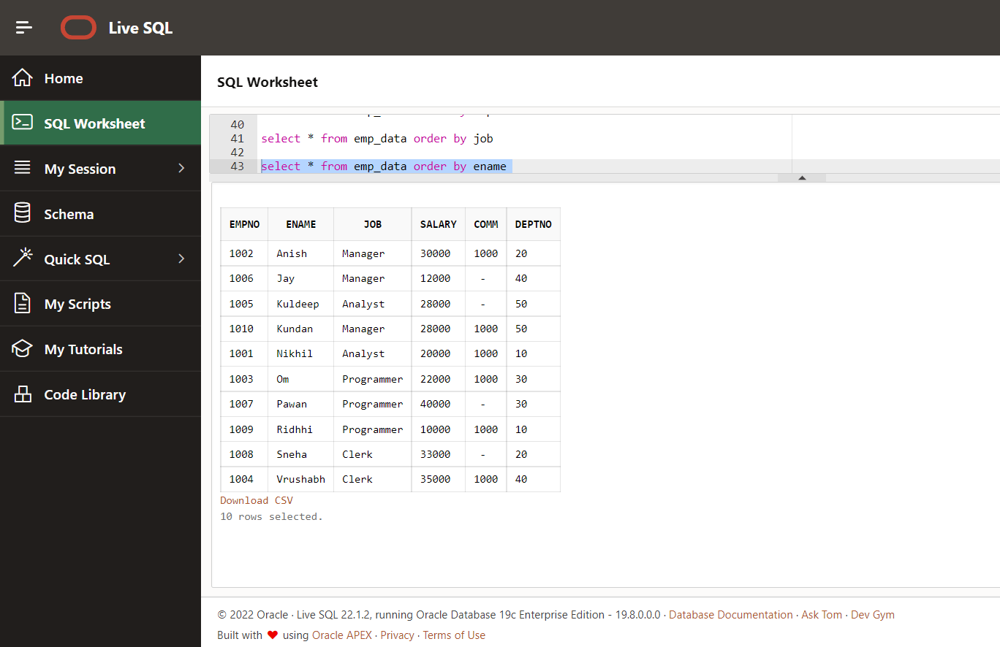 Live SQL
Home
SQL Worksheet
My Session
Schema
Quick SQL
My Scripts
My Tutorials
Code Library
SQL Worksheet
40
41 select * from emp_data order by job
42
43 select * from emp_data order by ename
EMPNO ENAME JOB SALARY COMM DEPTNO
1002 Anish Manager 30000 1000 20
1006 Jay Manager 12000 - 40
1005 Kuldeep Analyst 28000 - 50
1010 Kundan Manager 28000 1000 50
1001 Nikhil Analyst 20000 1000 10
1003 Om Programmer 22000 1000 30
1007 Pawan Programmer 40000 - 30
1009 Ridhhi Programmer 10000 1000 10
1008 Sneha Clerk 33000 - 20
1004 Vrushabh Clerk 35000 1000 40
Download CSV
10 rows selected.
© 2022 Oracle · Live SQL 22.1.2, running Oracle Database 19c Enterprise Edition - 19.8.0.0.0 · Database Documentation · Ask Tom · Dev Gym
Built with ❤ using Oracle APEX · Privacy · Terms of Use